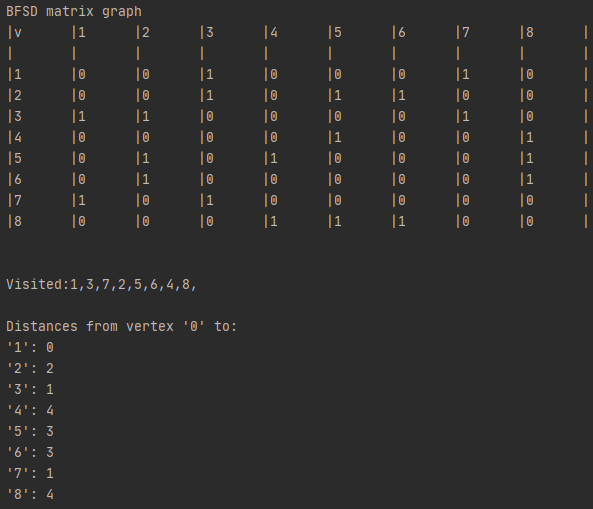 BFSD matrix graph
|v |1 |2 |3 |4 |5 |6 |7 |8 |
| | | | | | | | | |
|1 |0 |0 |1 |0 |0 |0 |1 |0 |
|2 |0 |0 |1 |0 |1 |1 |0 |0 |
|3 |1 |1 |0 |0 |0 |0 |1 |0 |
|4 |0 |0 |0 |0 |1 |0 |0 |1 |
|5 |0 |1 |0 |1 |0 |0 |0 |1 |
|6 |0 |1 |0 |0 |0 |0 |0 |1 |
|7 |1 |0 |1 |0 |0 |0 |0 |0 |
|8 |0 |0 |0 |1 |1 |1 |0 |0 |
Visited:1,3,7,2,5,6,4,8,
Distances from vertex '0' to:
'1': 0
'2': 2
'3': 1
'4': 4
'5': 3
'6': 3
'7': 1
'8': 4